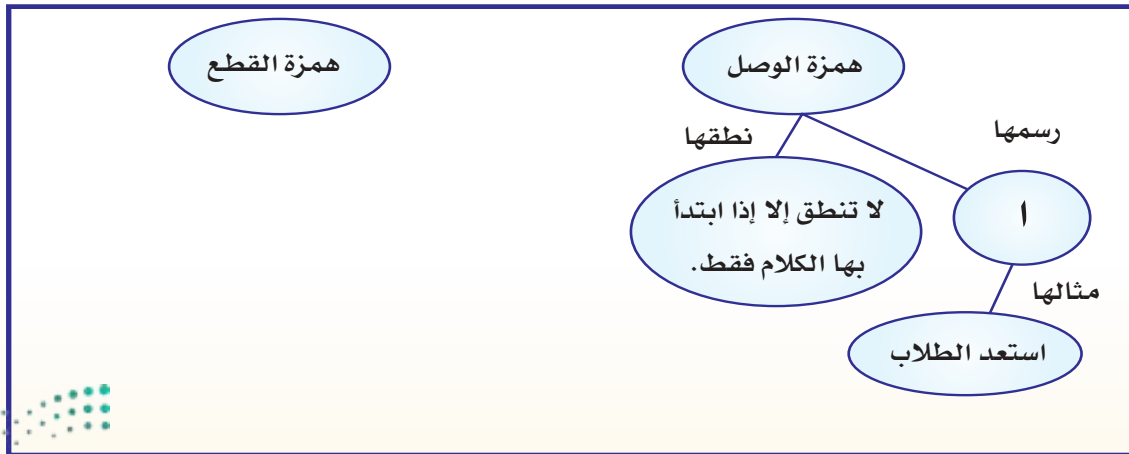 همزة الوصل
همزة القطع
رسمها
نطقها
ا
لا تنطق إلا إذا ابتدأ
بها الكلام فقط.
مثالها
استعد الطلاب